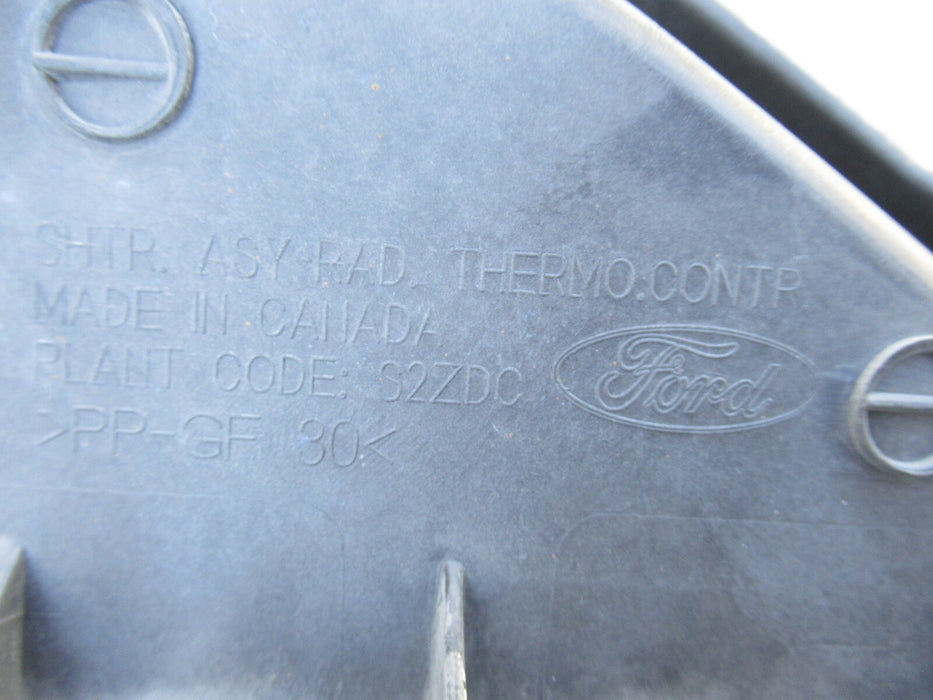 SHTR. ASY-RAD. THERMO.CONTR
MADE IN CANADA
PLANT CODE: S2ZDC
Ford
>PP-GF 30<